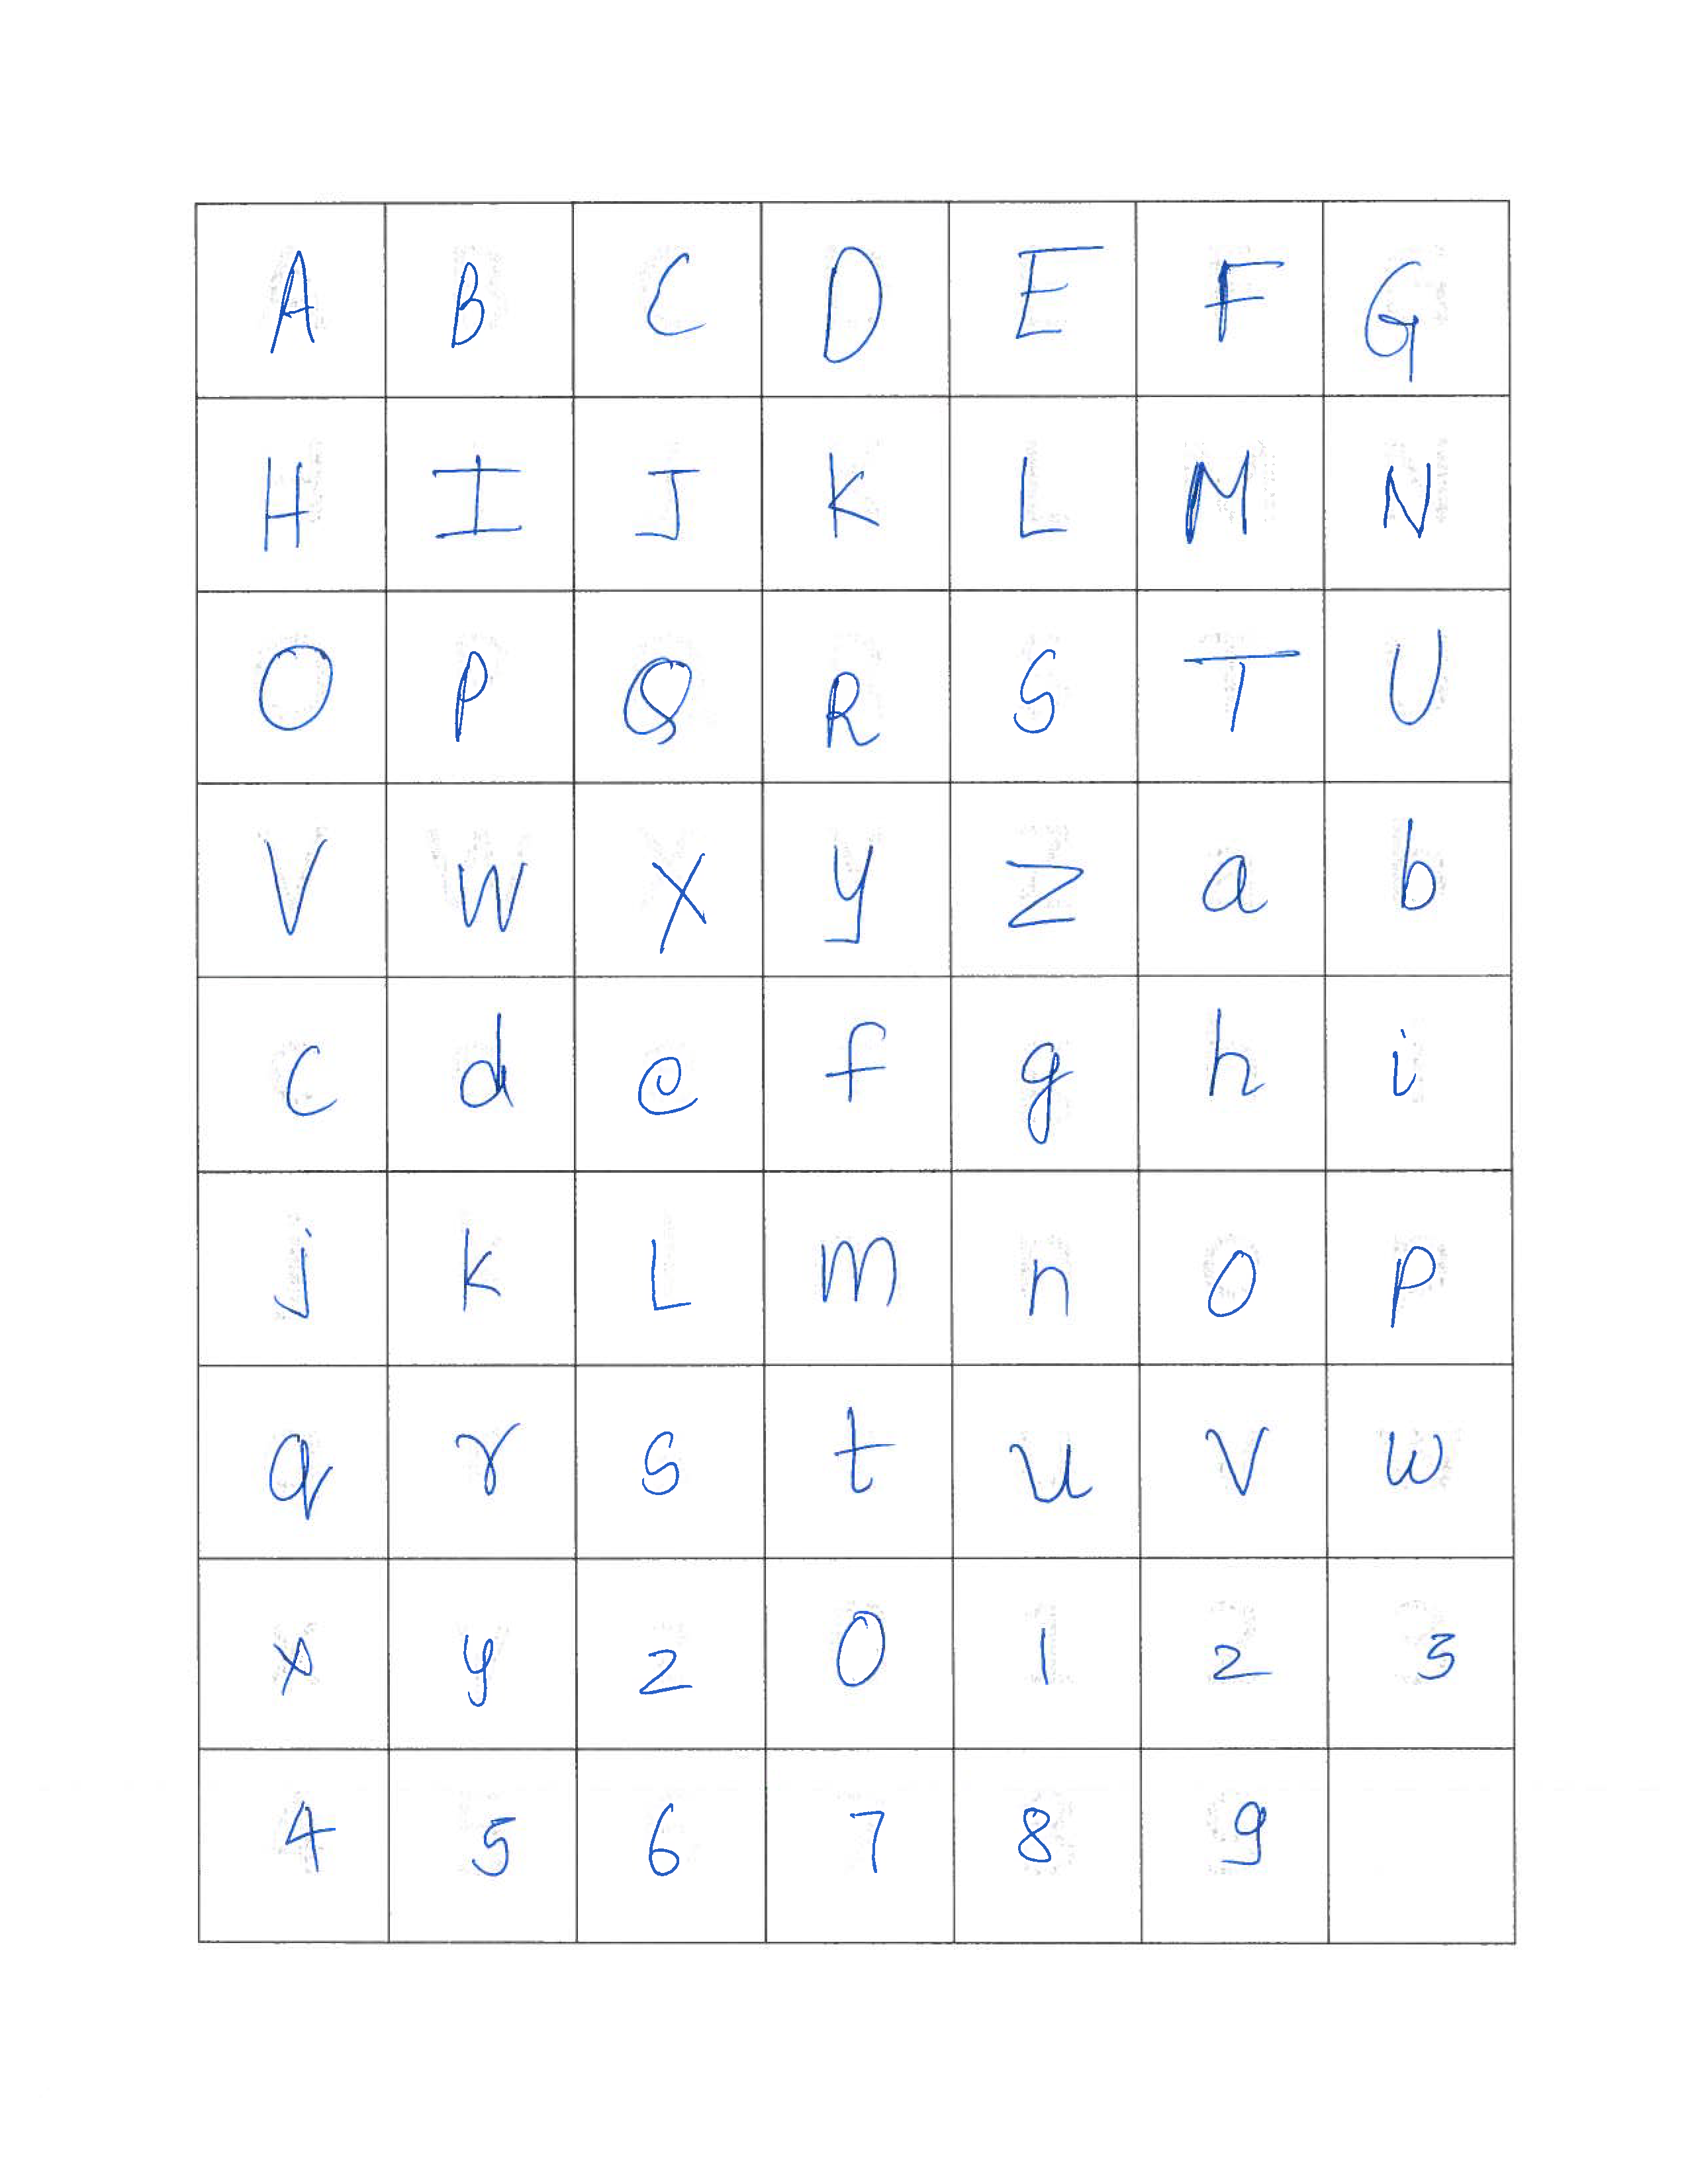 A B C D E F G
H I J K L M N
O P Q R S T U
V W X y Z a b
c d e f g h i
j k L m n o p
q r s t u v w
x y z 0 1 2 3
4 5 6 7 8 9